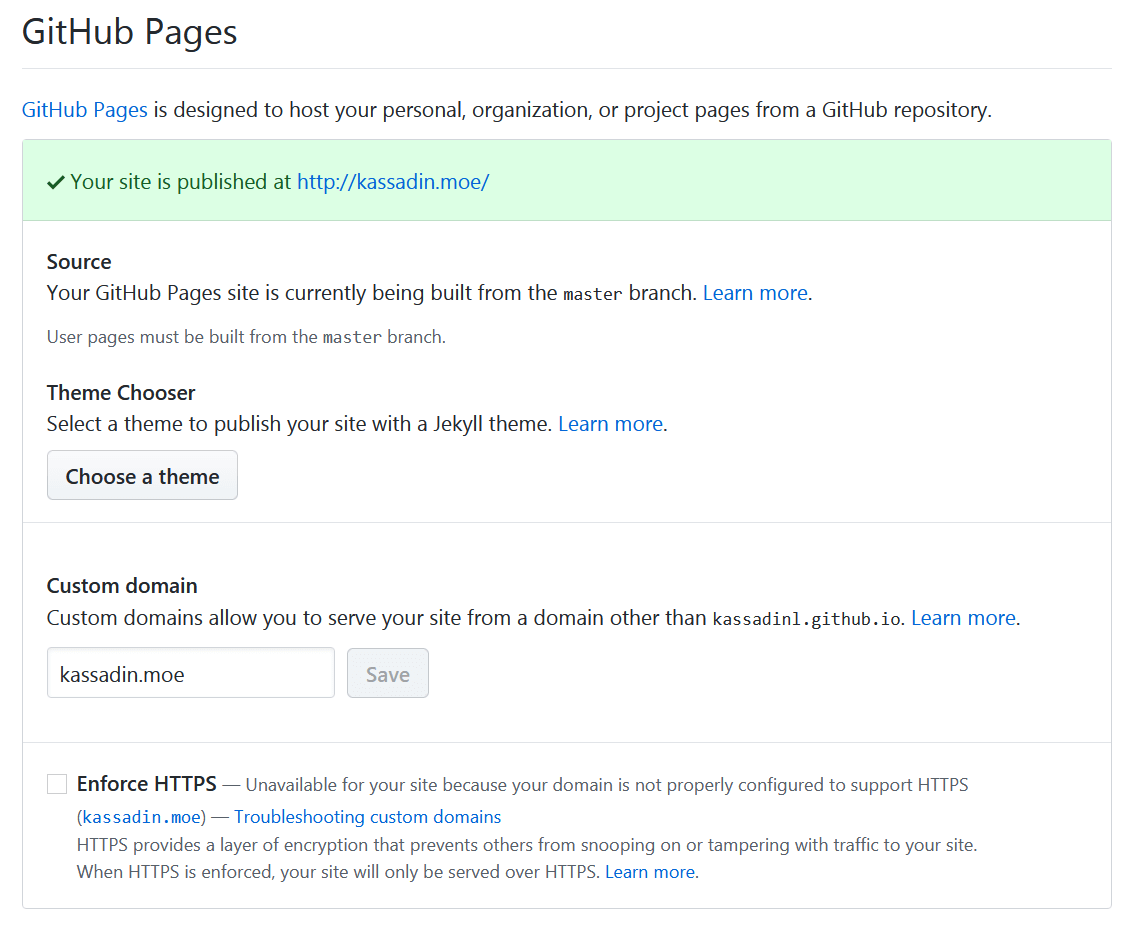 GitHub Pages
GitHub Pages is designed to host your personal, organization, or project pages from a GitHub repository.
Your site is published at http://kassadin.moe/
Source
Your GitHub Pages site is currently being built from the master branch. Learn more.
User pages must be built from the master branch.
Theme Chooser
Select a theme to publish your site with a Jekyll theme. Learn more.
Choose a theme
Custom domain
Custom domains allow you to serve your site from a domain other than kassadinl.github.io. Learn more.
kassadin.moe Save
Enforce HTTPS — Unavailable for your site because your domain is not properly configured to support HTTPS
(kassadin.moe) — Troubleshooting custom domains
HTTPS provides a layer of encryption that prevents others from snooping on or tampering with traffic to your site.
When HTTPS is enforced, your site will only be served over HTTPS. Learn more.